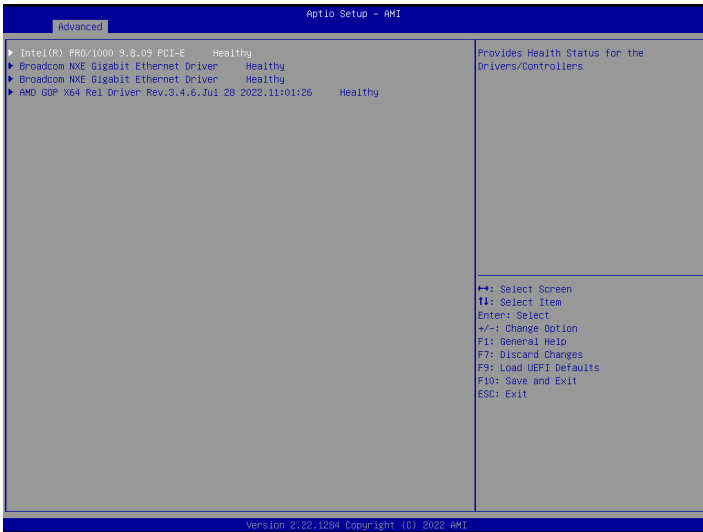 Aptio Setup - AMI
Advanced
Intel(R) PRO/1000 9.8.09 PCI-E Healthy
Broadcom NXE Gigabit Ethernet Driver Healthy
Broadcom NXE Gigabit Ethernet Driver Healthy
AMD GOP X64 Rel Driver Rev.3.4.6.Jul 28 2022.11:01:26 Healthy
Provides Health Status for the
Drivers/Controllers
↔: Select Screen
↑↓: Select Item
Enter: Select
+/-: Change Option
F1: General Help
F7: Discard Changes
F9: Load UEFI Defaults
F10: Save and Exit
ESC: Exit
Version 2.22.1284 Copyright (C) 2022 AMI